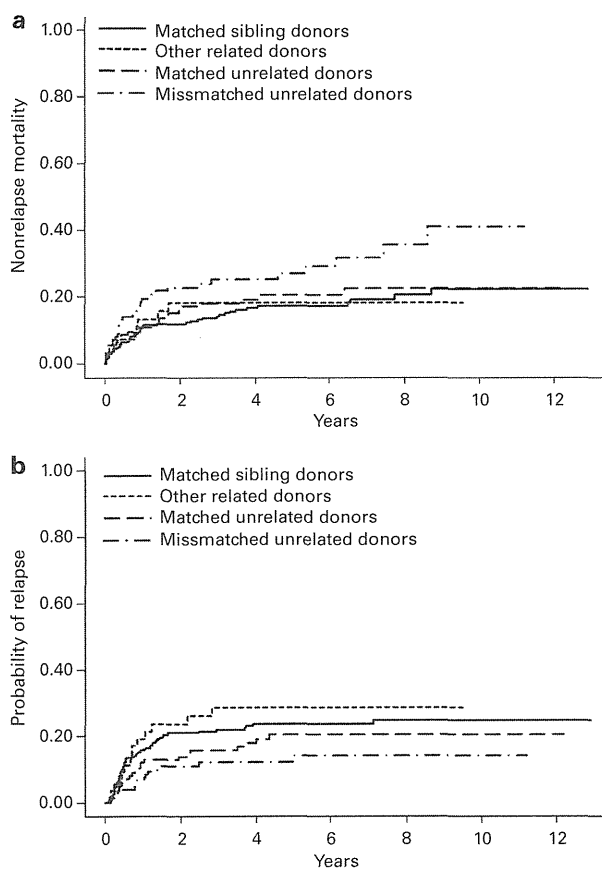 a
1.00
0.80
0.60
0.40
0.20
0.00
Nonrelapse mortality
Matched sibling donors
Other related donors
Matched unrelated donors
Missmatched unrelated donors
0 2 4 6 8 10 12
Years
b
1.00
0.80
0.60
0.40
0.20
0.00
Probability of relapse
Matched sibling donors
Other related donors
Matched unrelated donors
Missmatched unrelated donors
0 2 4 6 8 10 12
Years